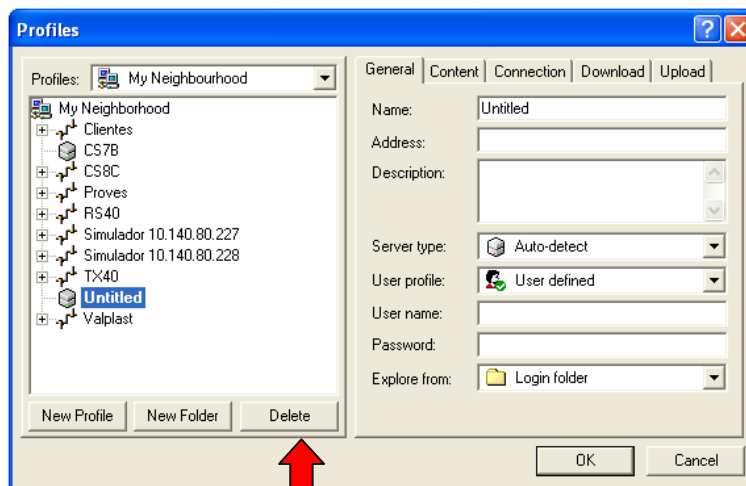 Profiles
Profiles: My Neighbourhood
My Neighborhood
Clientes
CS7B
CS8C
Proves
RS40
Simulador 10.140.80.227
Simulador 10.140.80.228
TX40
Untitled
Valplast
New Profile New Folder Delete
General Content Connection Download Upload
Name: Untitled
Address:
Description:
Server type: Auto-detect
User profile: User defined
User name:
Password:
Explore from: Login folder
OK Cancel